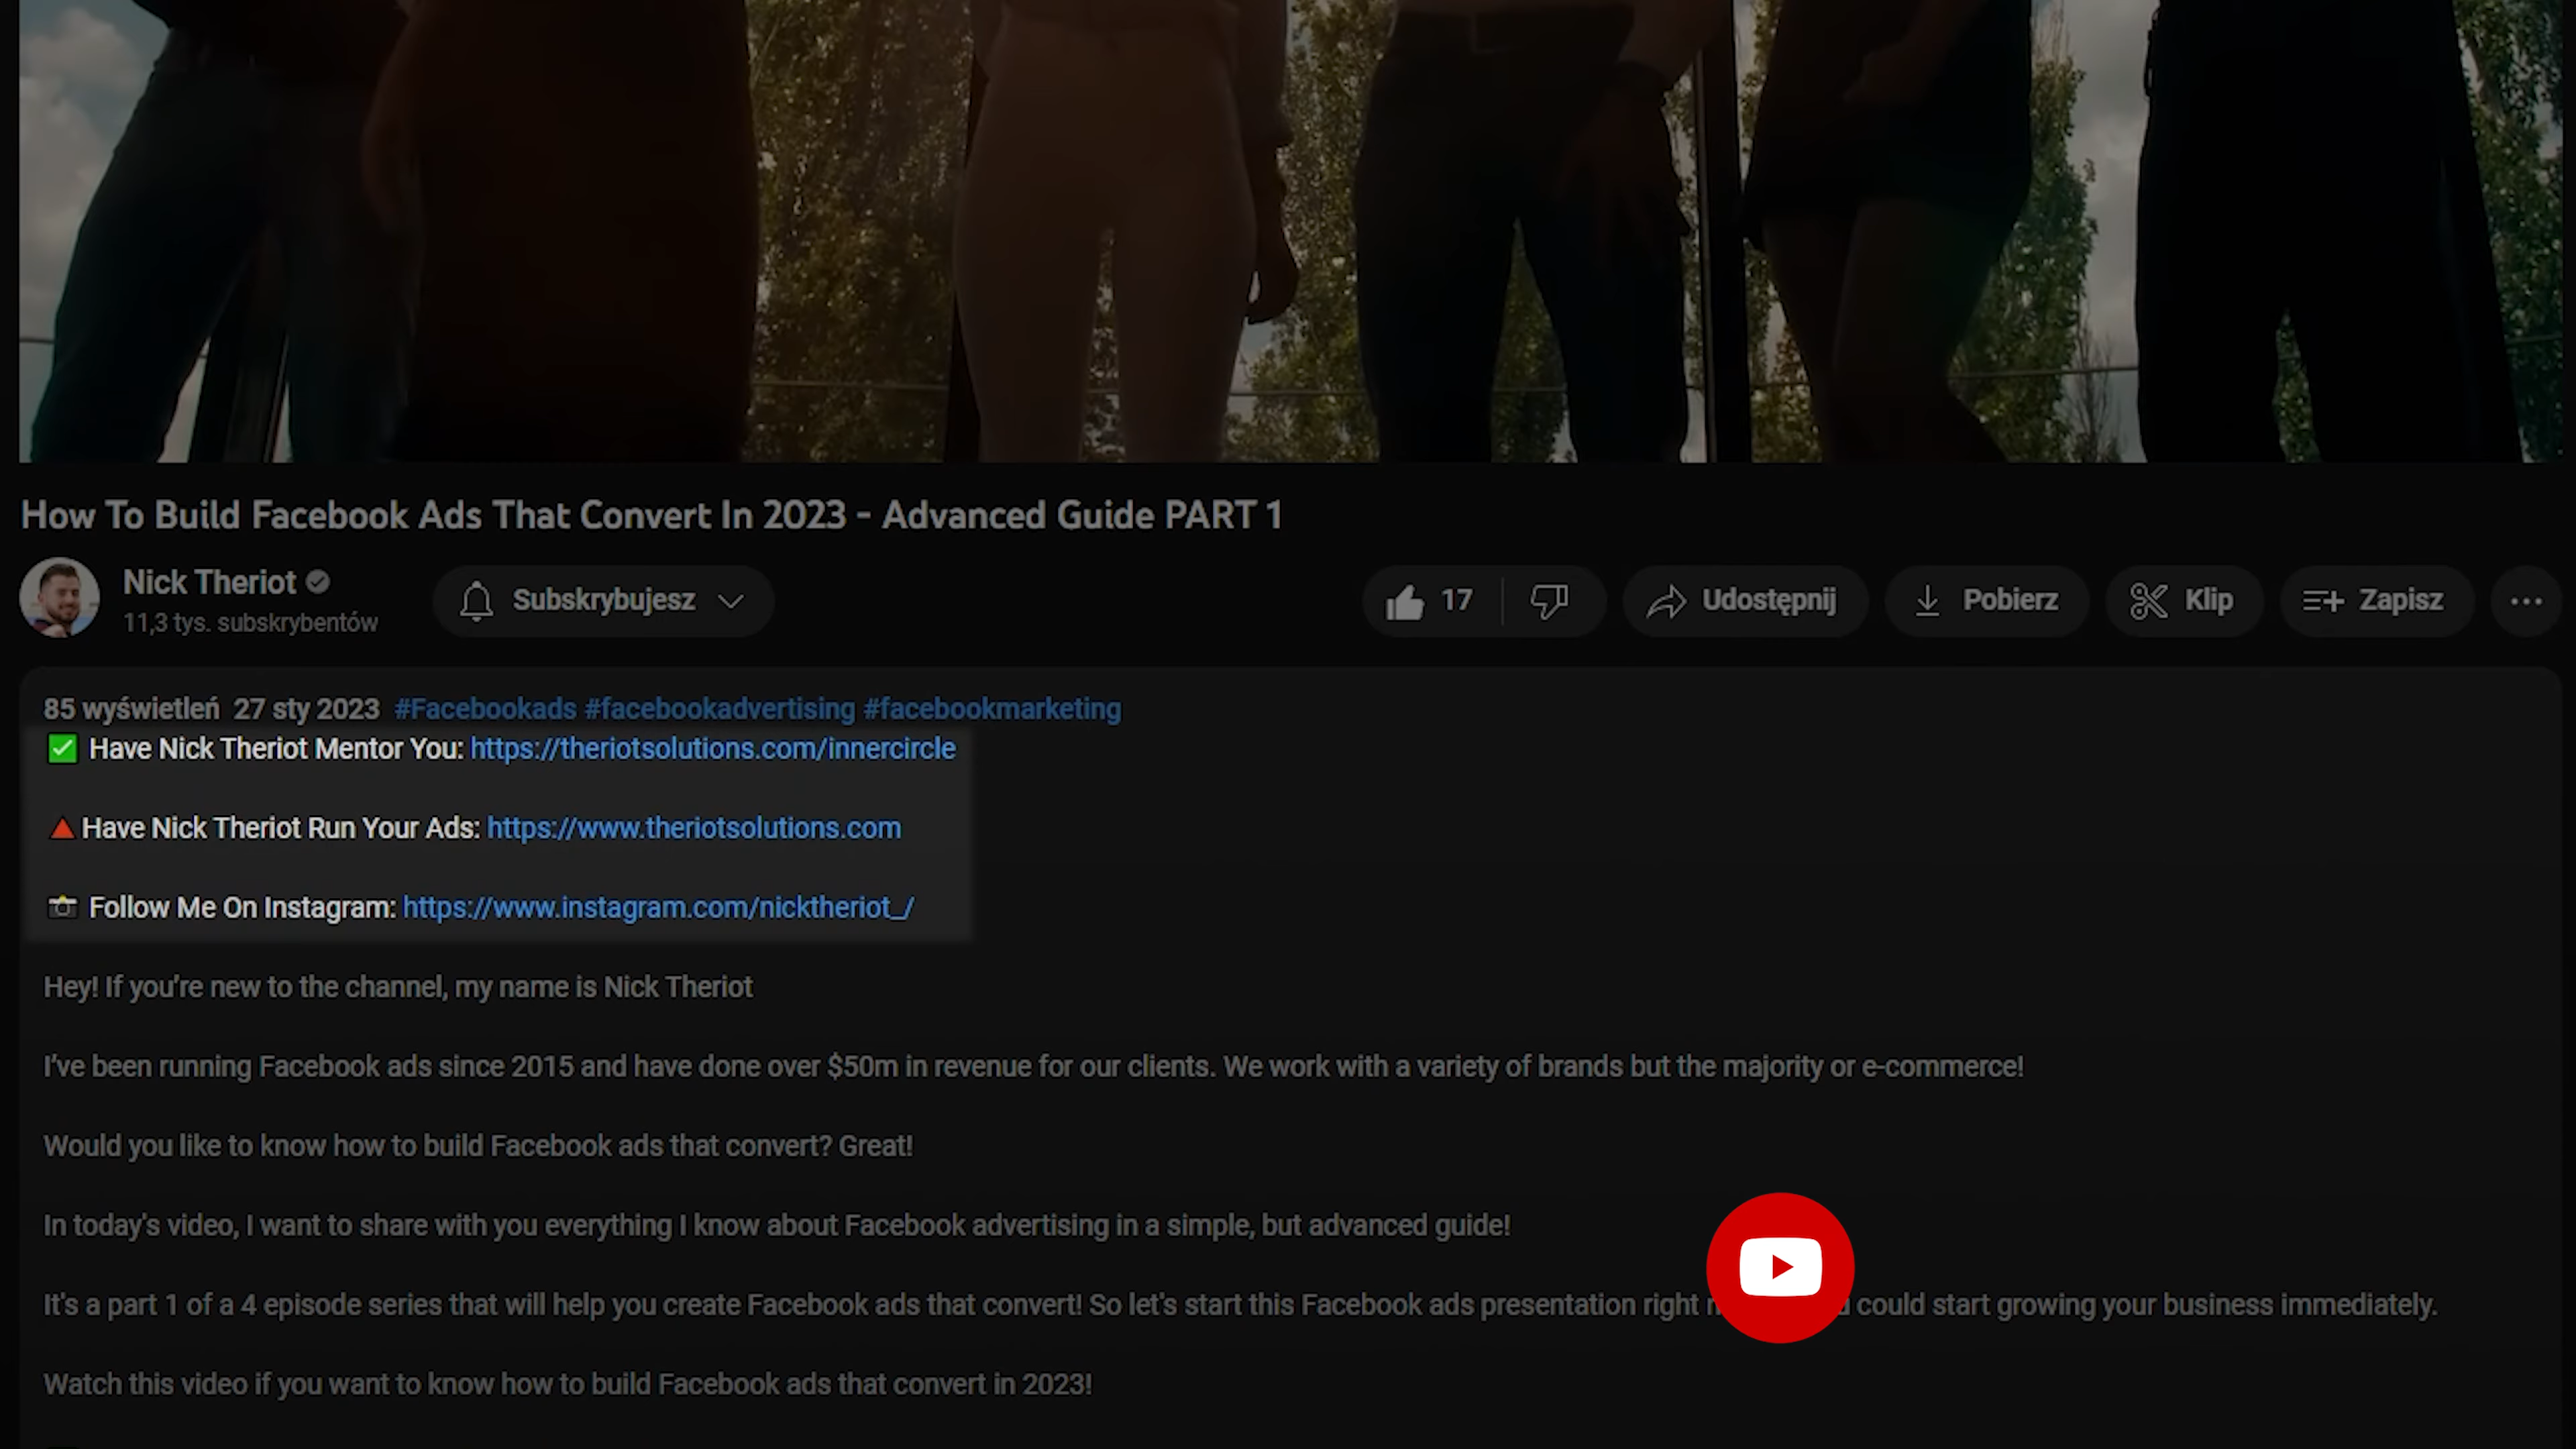 How To Build Facebook Ads That Convert In 2023 - Advanced Guide PART 1
Nick Theriot
11,3 tys. subskrybentów
Subskrybujesz
17
Udostępnij
Pobierz
Klip
Zapisz
85 wyświetleń 27 sty 2023 #Facebookads #facebookadvertising #facebookmarketing
Have Nick Theriot Mentor You: https://theriotsolutions.com/innercircle
Have Nick Theriot Run Your Ads: https://www.theriotsolutions.com
Follow Me On Instagram: https://www.instagram.com/nicktheriot_/
Hey! If you're new to the channel, my name is Nick Theriot
I've been running Facebook ads since 2015 and have done over $50m in revenue for our clients. We work with a variety of brands but the majority or e-commerce!
Would you like to know how to build Facebook ads that convert? Great!
In today's video, I want to share with you everything I know about Facebook advertising in a simple, but advanced guide!
It's a part 1 of a 4 episode series that will help you create Facebook ads that convert! So let's start this Facebook ads presentation right could start growing your business immediately.
Watch this video if you want to know how to build Facebook ads that convert in 2023!